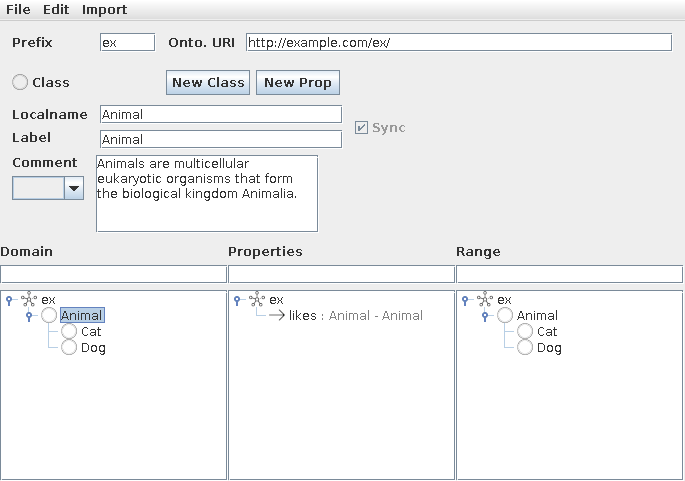 File Edit Import
Prefix ex Onto. URI http://example.com/ex/
Class New Class New Prop
Localname Animal
Sync
Label Animal
Comment Animals are multicellular
eukaryotic organisms that form
the biological kingdom Animalia.
Domain Properties Range
ex ex ex
Animal likes : Animal - Animal Animal
Cat Cat
Dog Dog